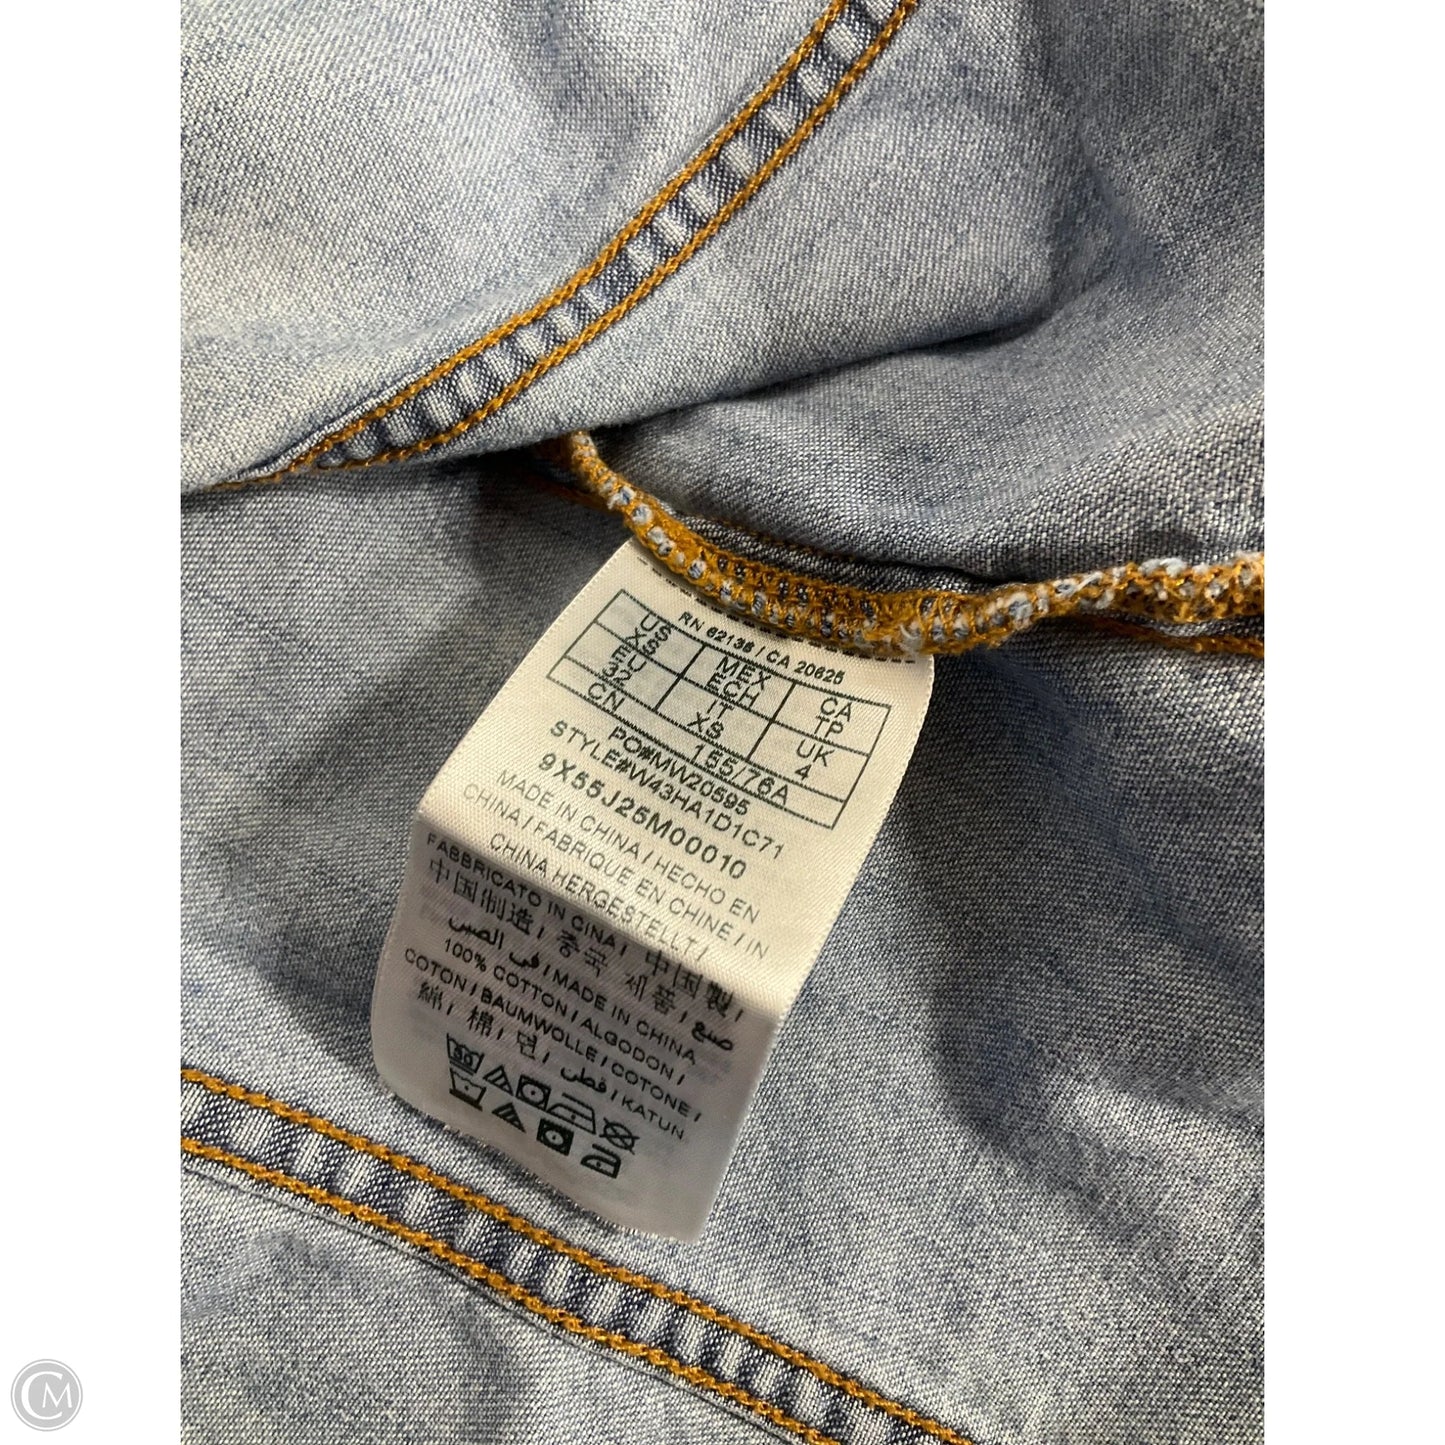 RN 62136 / CA 20625
US XS MEX ECH CA TP
EU 32 IT XS UK 4
CN 155/76A
PO#MW20595
STYLE#W43HA1D1C71
9X55J25M00010
MADE IN CHINA / HECHO EN
CHINA / FABRIQUE EN CHINE / IN
CHINA HERGESTELLT /
FABBRICATO IN CINA / 中国製 /
中国制造 / 중국 제품 / صنع
في الصين / MADE IN CHINA
100% COTTON / ALGODON /
COTON / BAUMWOLLE / COTONE /
綿 / 棉 / 면 / قطن / KATUN
30
CM